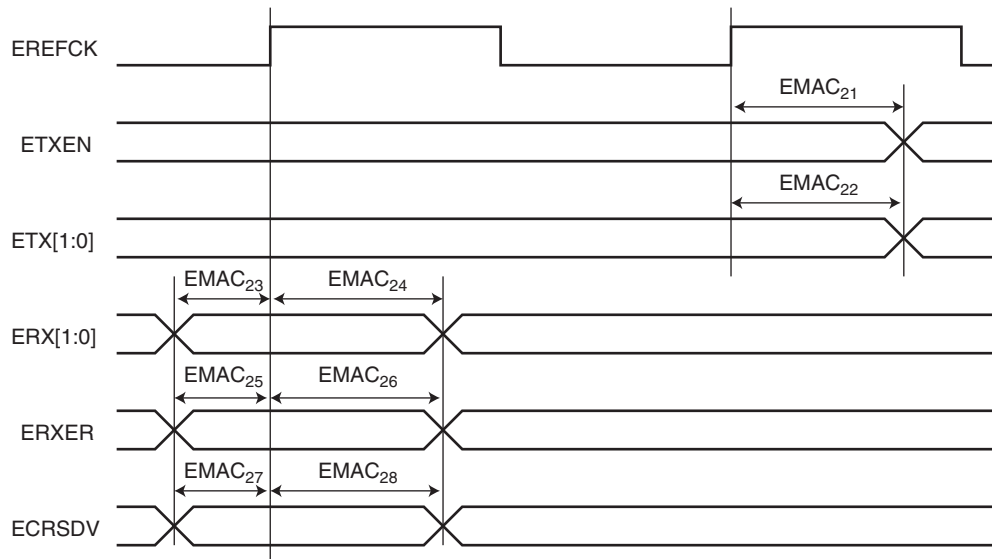 EREFCK
EMAC21
ETXEN
EMAC22
ETX[1:0]
EMAC23 EMAC24
ERX[1:0]
EMAC25 EMAC26
ERXER
EMAC27 EMAC28
ECRSDV